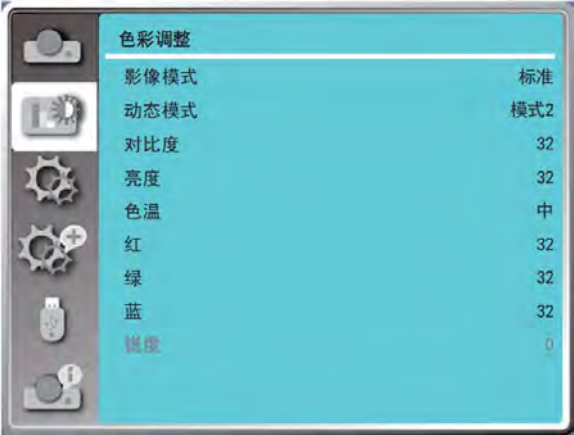 色彩调整
影像模式 标准
动态模式 模式2
对比度 32
亮度 32
色温 中
红 32
绿 32
蓝 32
锐度 0